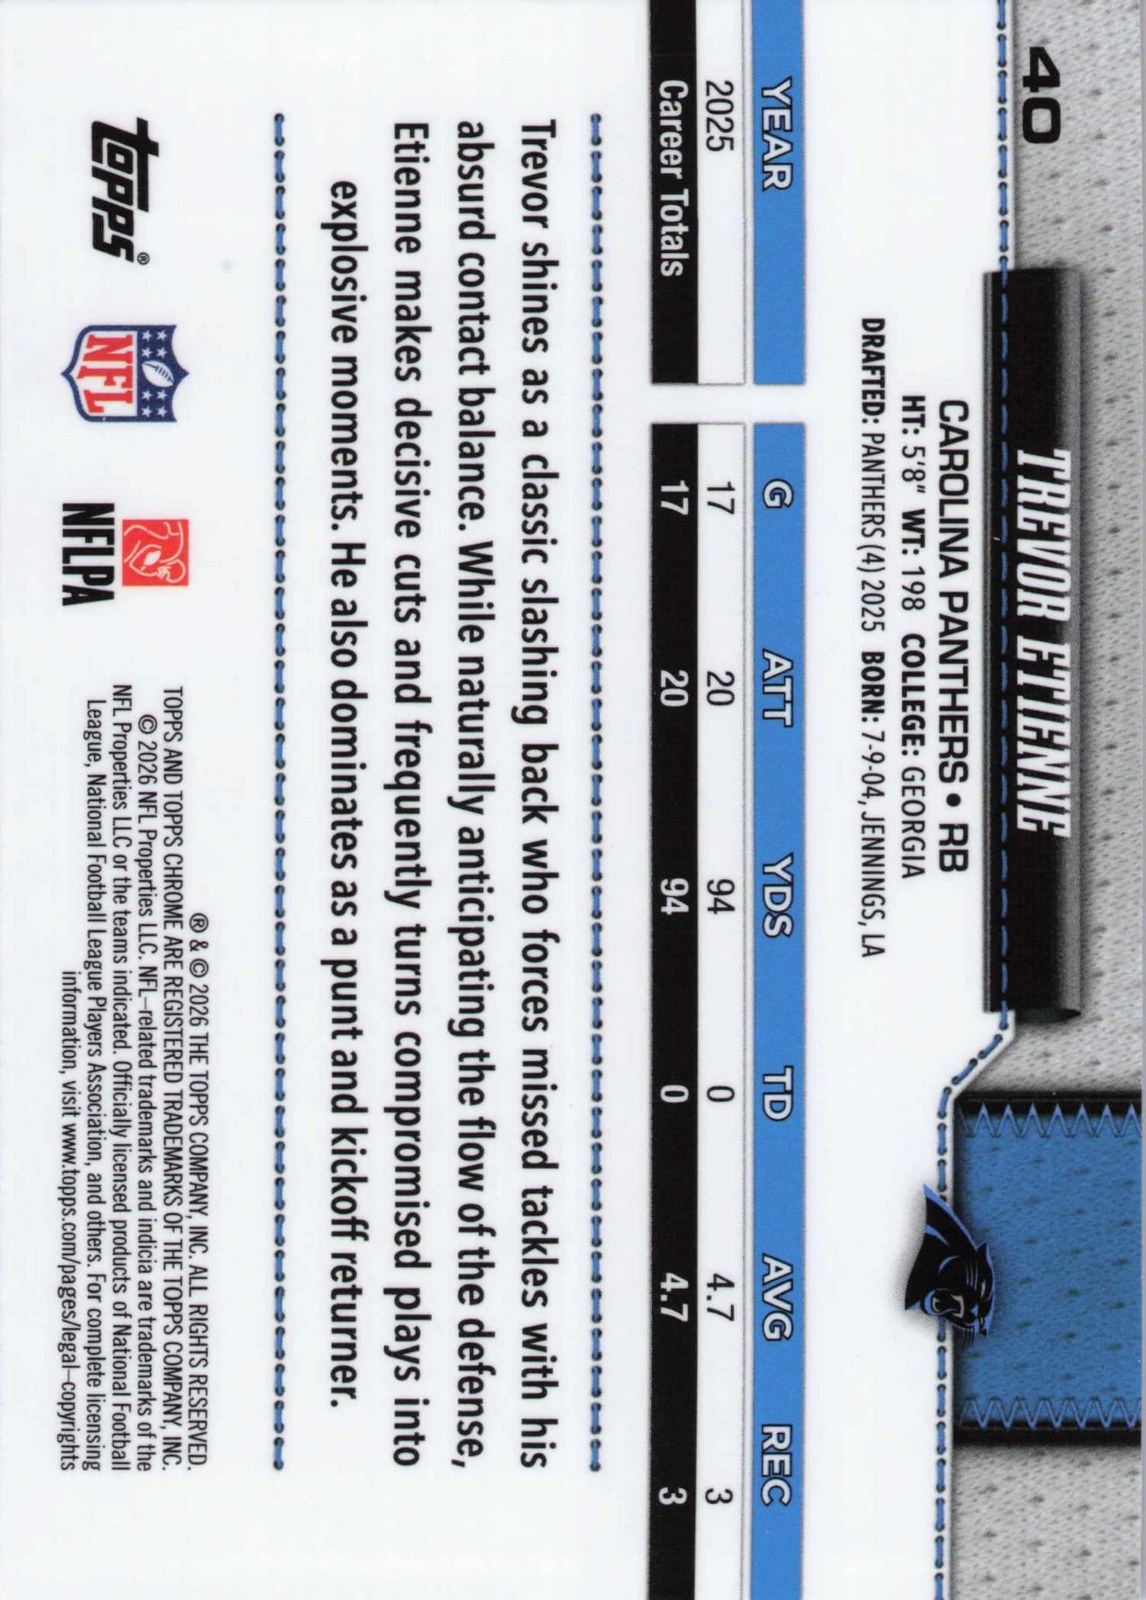 40
TREVOR ETIENNE
CAROLINA PANTHERS • RB
HT: 5'8" WT: 198 COLLEGE: GEORGIA
DRAFTED: PANTHERS (4) 2025 BORN: 7-9-04, JENNINGS, LA
YEAR G ATT YDS TD AVG REC
2025 17 20 94 0 4.7 3
Career Totals 17 20 94 0 4.7 3
Trevor shines as a classic slashing back who forces missed tackles with his
absurd contact balance. While naturally anticipating the flow of the defense,
Etienne makes decisive cuts and frequently turns compromised plays into
explosive moments. He also dominates as a punt and kickoff returner.
topps®
NFL
NFLPA
® & © 2026 THE TOPPS COMPANY, INC. ALL RIGHTS RESERVED.
TOPPS AND TOPPS CHROME ARE REGISTERED TRADEMARKS OF THE TOPPS COMPANY, INC.
© 2026 NFL Properties LLC. NFL-related trademarks and indicia are trademarks of the
NFL Properties LLC or the teams indicated. Officially licensed products of National Football
League, National Football League Players Association, and others. For complete licensing
information, visit www.topps.com/pages/legal-copyrights